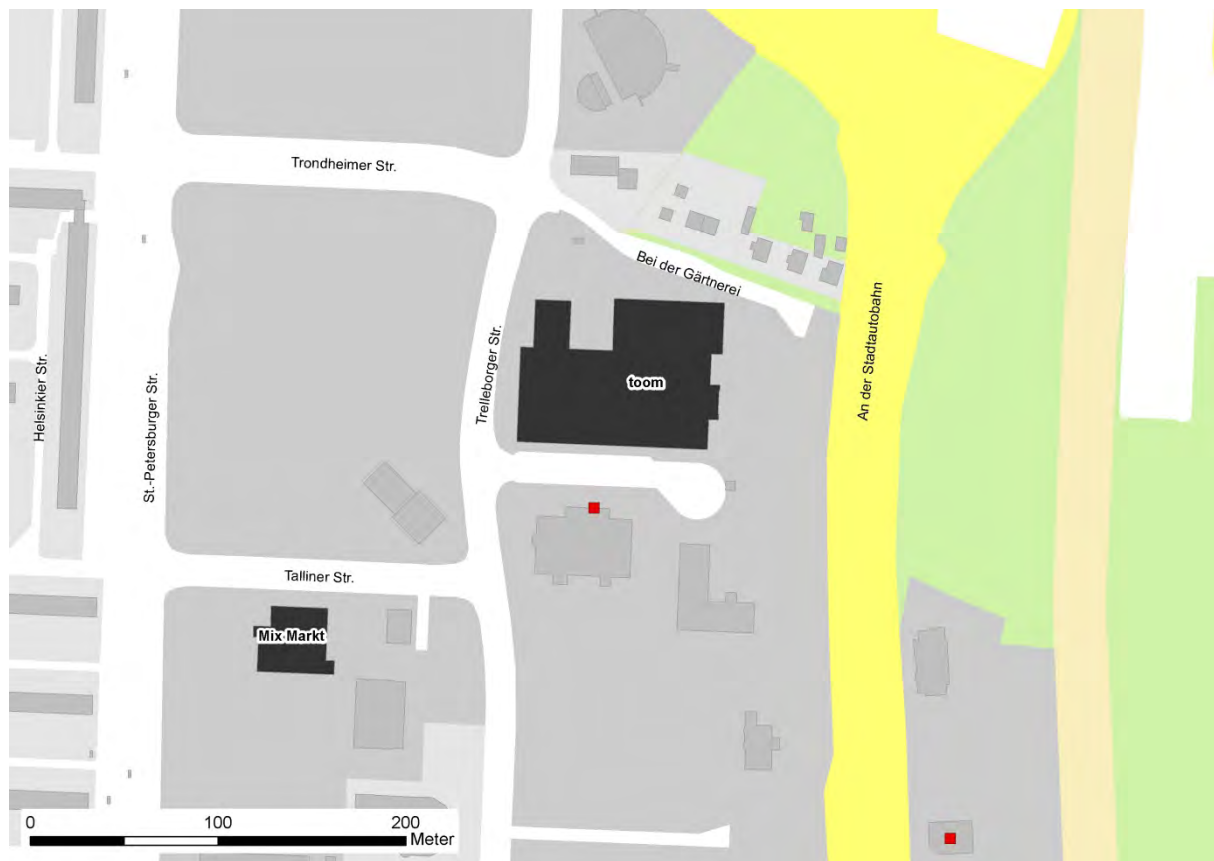 Trondheimer Str.
Bei der Gärtnerei
Helsinkier Str.
St.-Petersburger Str.
Trelleborger Str.
toom
An der Stadtautobahn
Talliner Str.
Mix Markt
0 100 200
Meter